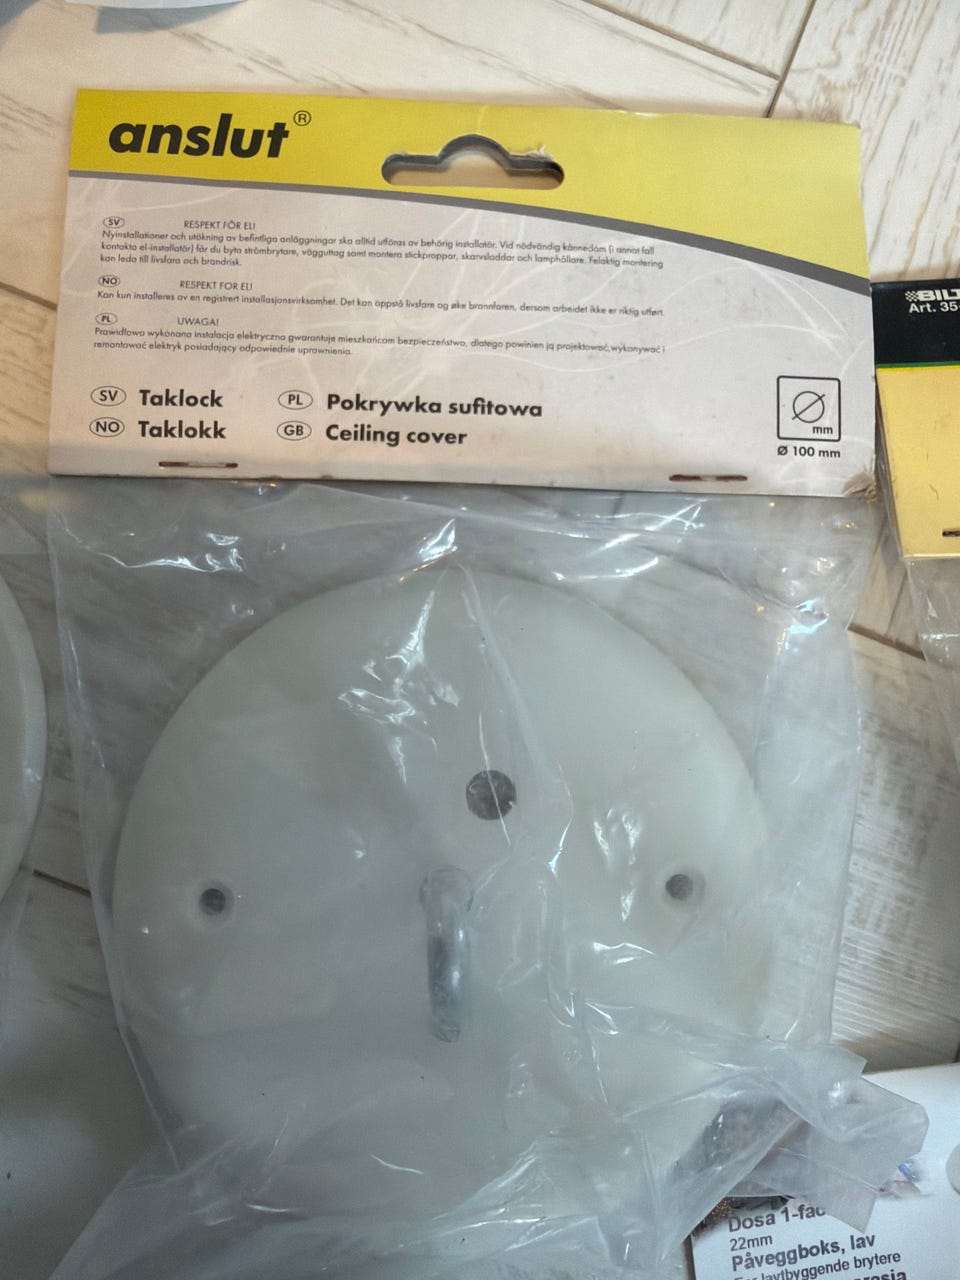 anslut®
SV RESPEKT FÖR EL!
Nyinstallationer och utökning av befintliga anläggningar ska alltid utföras av behörig installatör. Vid nödvändig kännedom (i annat fall
kontakta el-installatör) får du byta strömbrytare, vägguttag samt montera stickproppar, skarvsladdar och lamphållare. Felaktig montering
kan leda till livsfara och brandrisk.
NO RESPEKT FOR EL!
Kan kun installeres av en registrert installasjonsvirksomhet. Det kan oppstå livsfare og øke brannfaren, dersom arbeidet ikke er riktig utført.
PL UWAGA!
Prawidłowo wykonana instalacja elektryczna gwarantuje mieszkańcom bezpieczeństwo, dlatego powinien ją projektować, wykonywać i
remontować elektryk posiadający odpowiednie uprawnienia.
SV Taklock
NO Taklokk
PL Pokrywka sufitowa
GB Ceiling cover
mm
Ø 100 mm
BILT
Art. 35-
Dosa 1-fac
22mm
Påveggboks, lav
lavtbyggende brytere